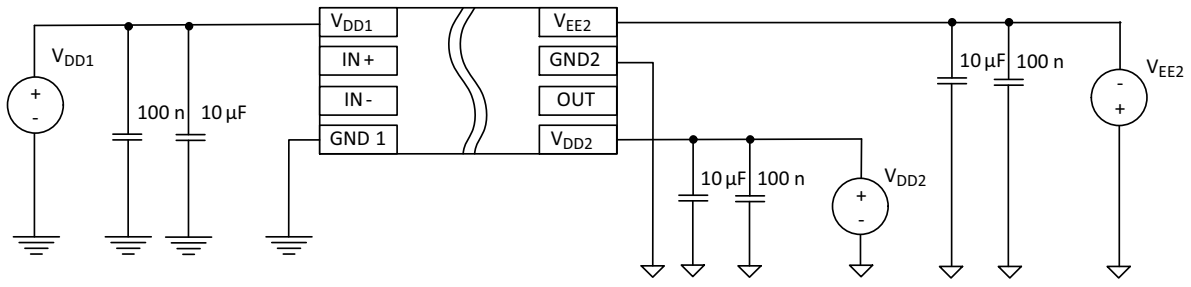 VDD1
+
-
100 n
10 µF
VDD1
IN+
IN-
GND 1
VEE2
GND2
OUT
VDD2
10 µF
100 n
VDD2
+
-
10 µF
100 n
VEE2
-
+